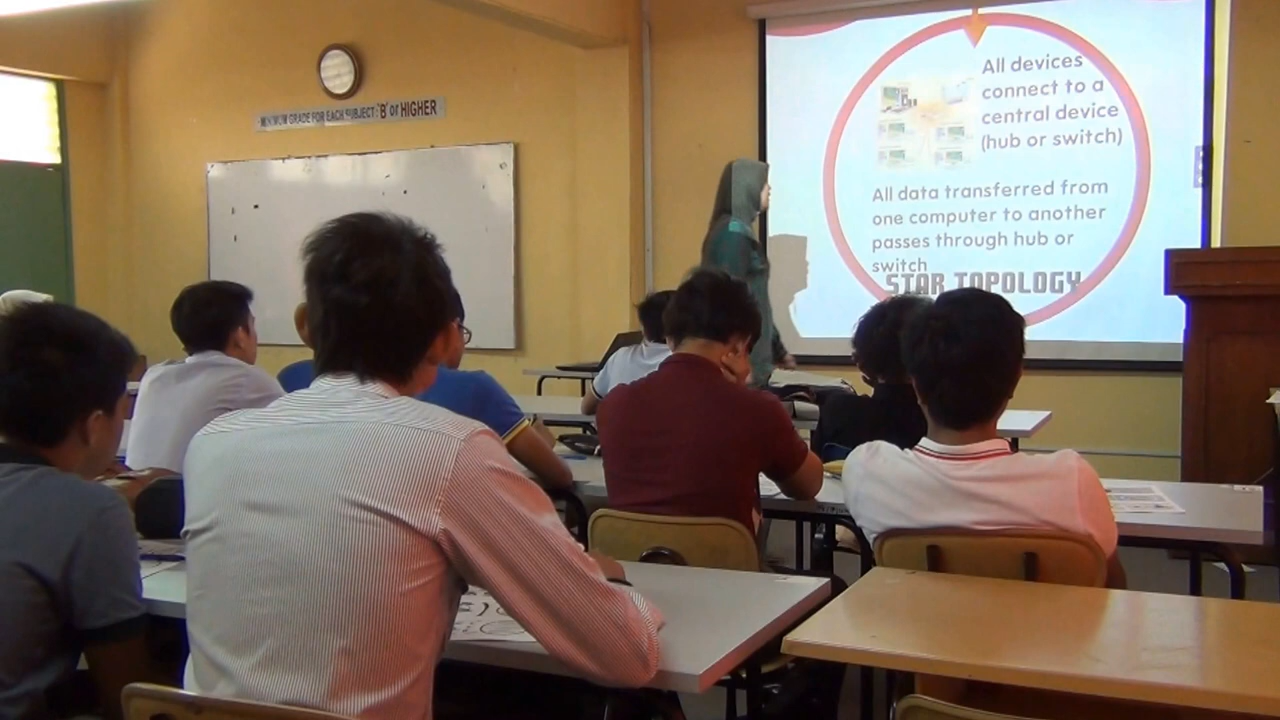 MINIMUM GRADE FOR EACH SUBJECT: "B" or HIGHER
All devices
connect to a
central device
(hub or switch)
All data transferred from
one computer to another
passes through hub or
switch
STAR TOPOLOGY